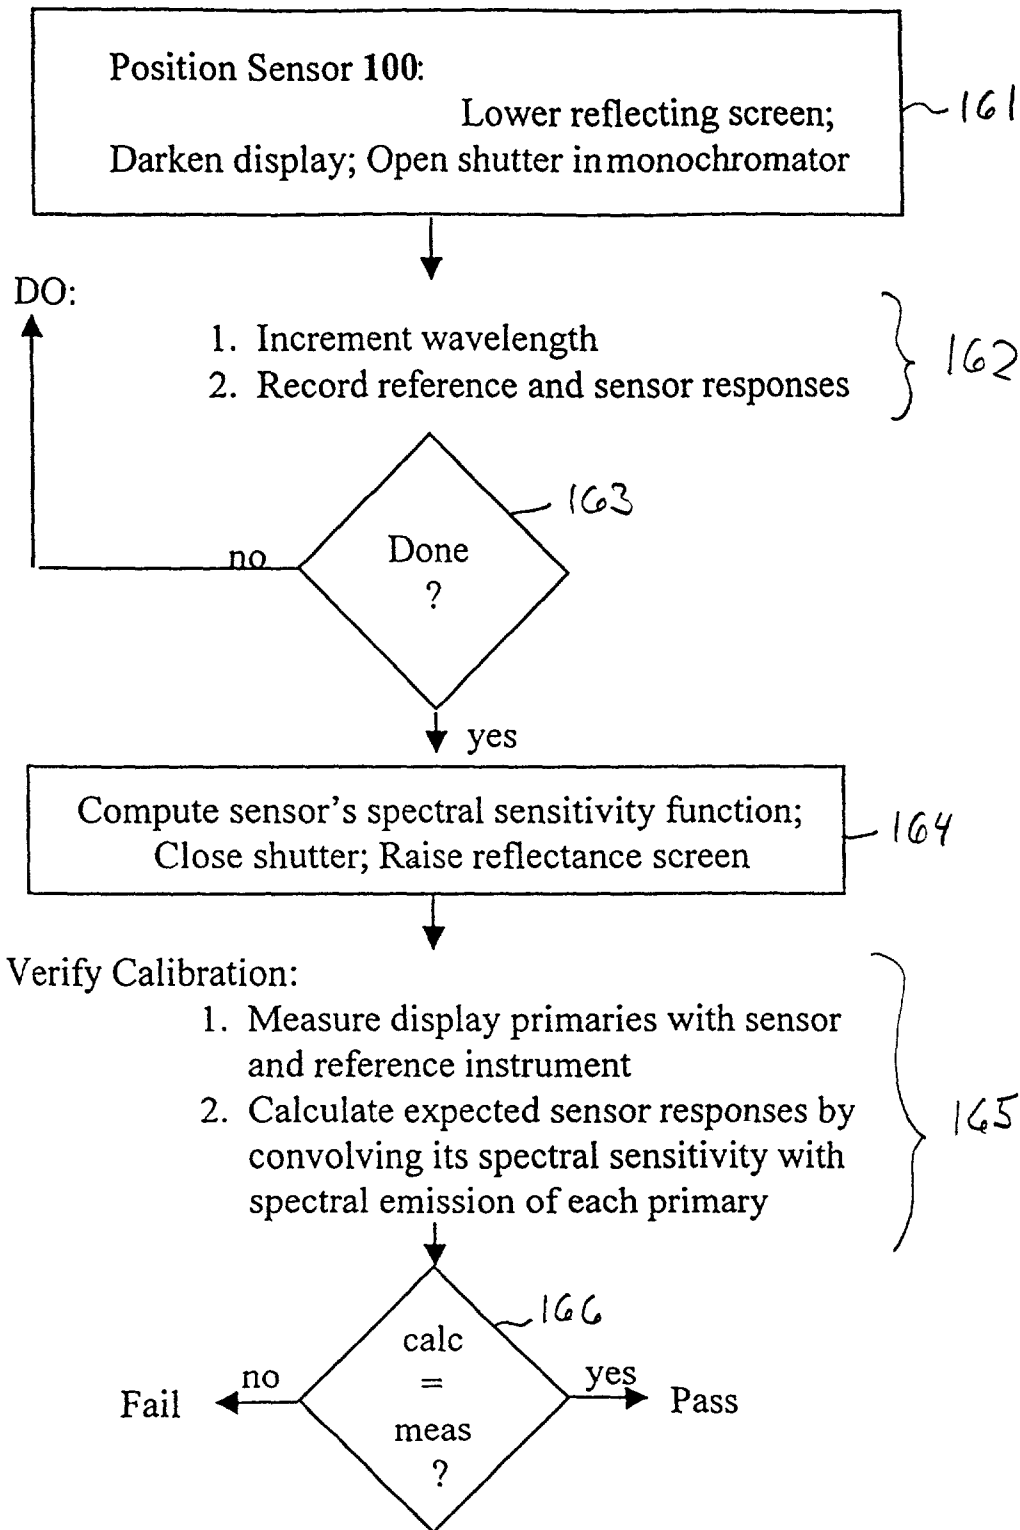 Position Sensor 100:
Lower reflecting screen;
Darken display; Open shutter in monochromator
161
DO:
1. Increment wavelength
2. Record reference and sensor responses
162
163
Done
?
no
yes
Compute sensor's spectral sensitivity function;
Close shutter; Raise reflectance screen
164
Verify Calibration:
1. Measure display primaries with sensor
and reference instrument
2. Calculate expected sensor responses by
convolving its spectral sensitivity with
spectral emission of each primary
165
166
calc
=
meas
?
no
Fail
yes
Pass